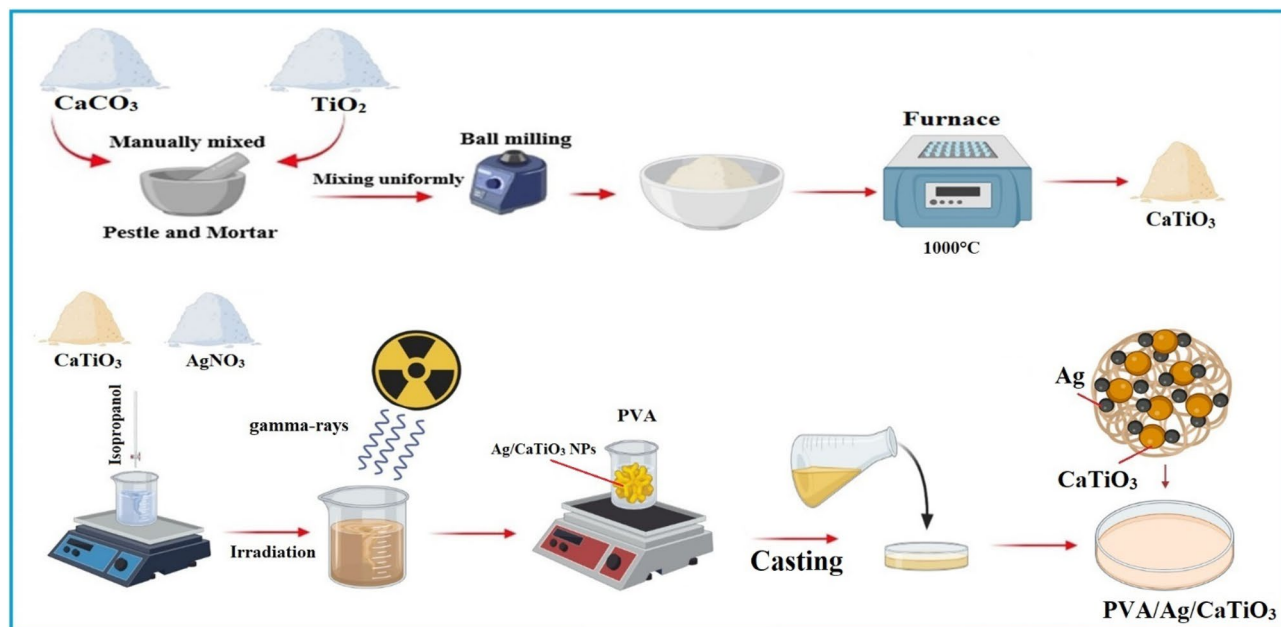 CaCO₃
TiO₂
Manually mixed
Pestle and Mortar
Mixing uniformly
Ball milling
Furnace
1000°C
CaTiO₃
CaTiO₃
AgNO₃
Isopropanol
gamma-rays
Irradiation
PVA
Ag/CaTiO₃ NPs
Casting
Ag
CaTiO₃
PVA/Ag/CaTiO₃